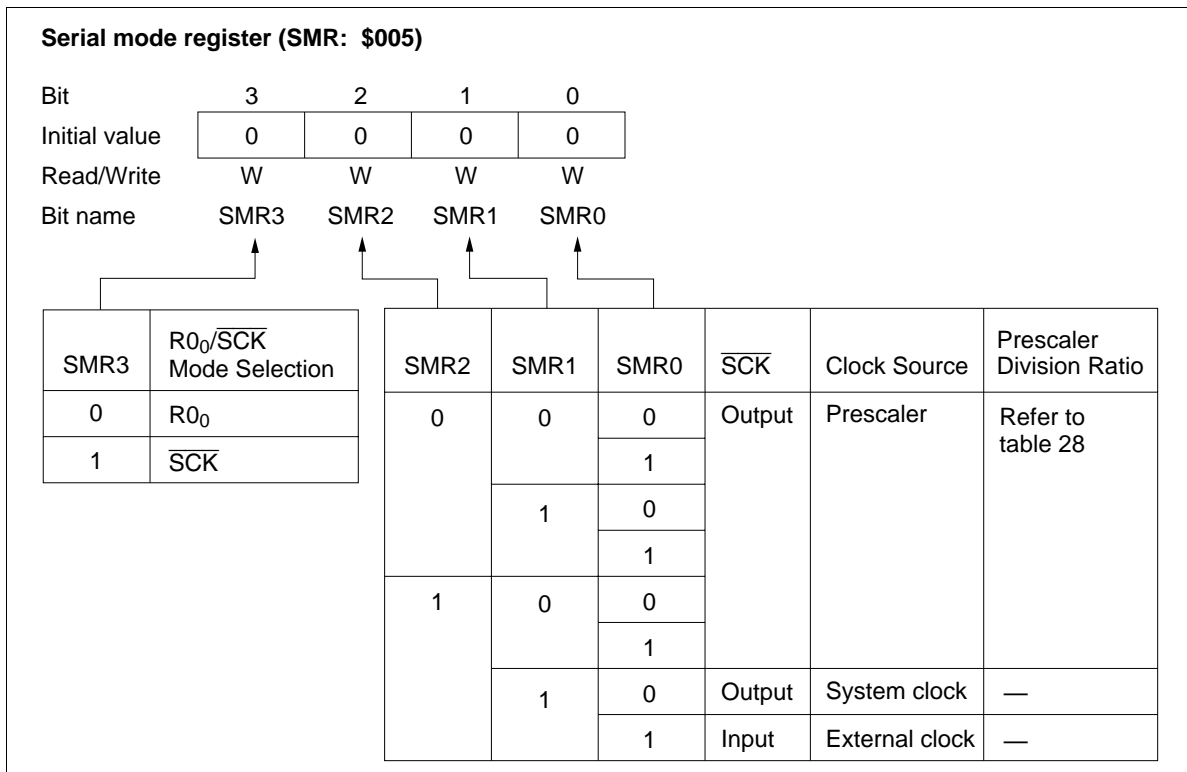 Serial mode register (SMR: $005)
Bit 3 2 1 0
Initial value 0 0 0 0
Read/Write W W W W
Bit name SMR3 SMR2 SMR1 SMR0
SMR3 R0₀/S̅C̅K̅ Mode Selection
0 R0₀
1 S̅C̅K̅
SMR2 SMR1 SMR0 S̅C̅K̅ Clock Source Prescaler Division Ratio
0 0 0 Output Prescaler Refer to table 28
1
1 0
1
1 0 0
1
1 0 Output System clock —
1 Input External clock —